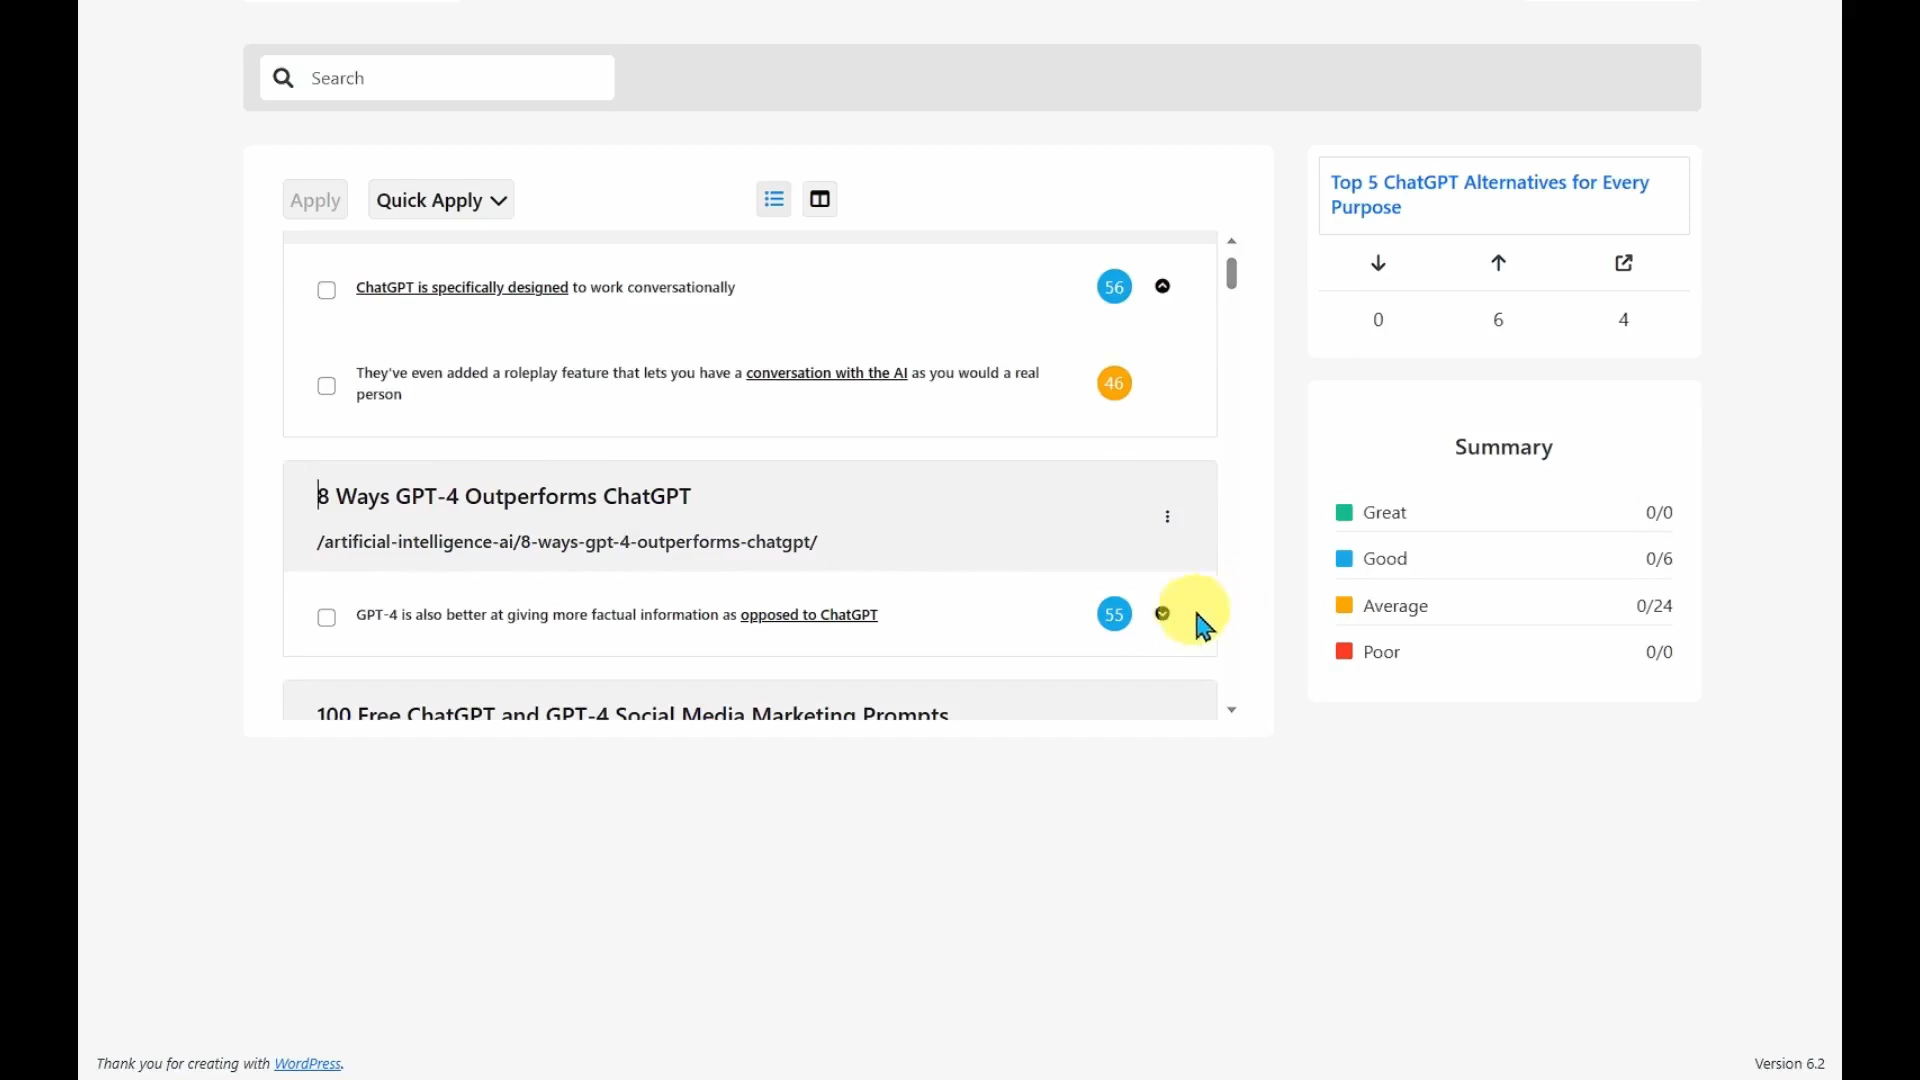 Search
Apply
Quick Apply
ChatGPT is specifically designed to work conversationally
56
They've even added a roleplay feature that lets you have a conversation with the AI as you would a real
person
46
8 Ways GPT-4 Outperforms ChatGPT
/artificial-intelligence-ai/8-ways-gpt-4-outperforms-chatgpt/
GPT-4 is also better at giving more factual information as opposed to ChatGPT
55
100 Free ChatGPT and GPT-4 Social Media Marketing Prompts
Top 5 ChatGPT Alternatives for Every
Purpose
0 6 4
Summary
Great 0/0
Good 0/6
Average 0/24
Poor 0/0
Thank you for creating with WordPress.
Version 6.2